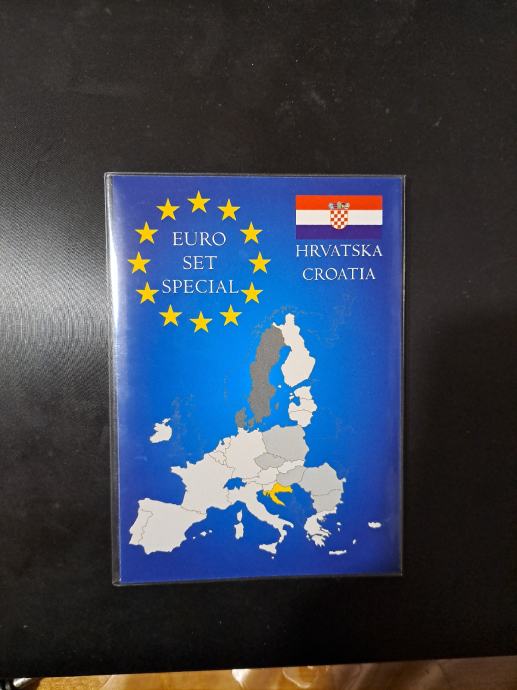 EURO
SET
SPECIAL
HRVATSKA
CROATIA